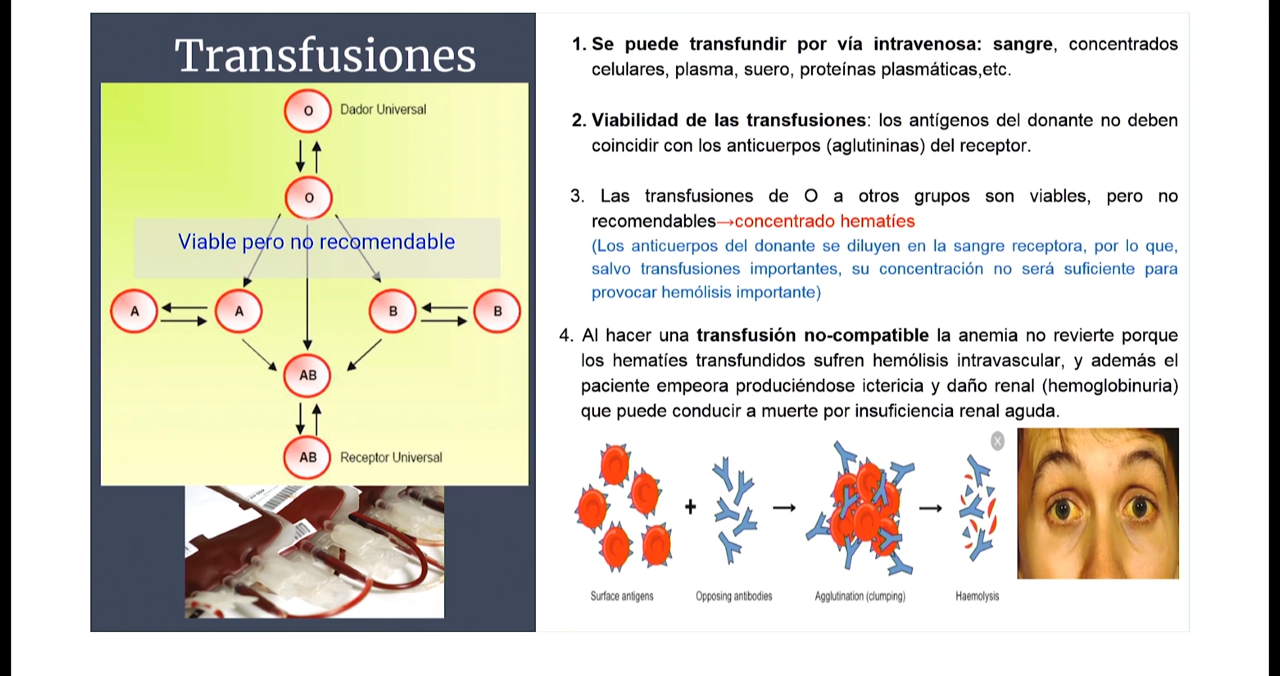 Transfusiones
O
Dador Universal
O
Viable pero no recomendable
A
A
B
B
AB
AB
Receptor Universal
1. Se puede transfundir por vía intravenosa: sangre, concentrados
celulares, plasma, suero, proteínas plasmáticas,etc.
2. Viabilidad de las transfusiones: los antígenos del donante no deben
coincidir con los anticuerpos (aglutininas) del receptor.
3. Las transfusiones de O a otros grupos son viables, pero no
recomendables→concentrado hematíes
(Los anticuerpos del donante se diluyen en la sangre receptora, por lo que,
salvo transfusiones importantes, su concentración no será suficiente para
provocar hemólisis importante)
4. Al hacer una transfusión no-compatible la anemia no revierte porque
los hematíes transfundidos sufren hemólisis intravascular, y además el
paciente empeora produciéndose ictericia y daño renal (hemoglobinuria)
que puede conducir a muerte por insuficiencia renal aguda.
+
X
Surface antigens
Opposing antibodies
Agglutination (clumping)
Haemolysis